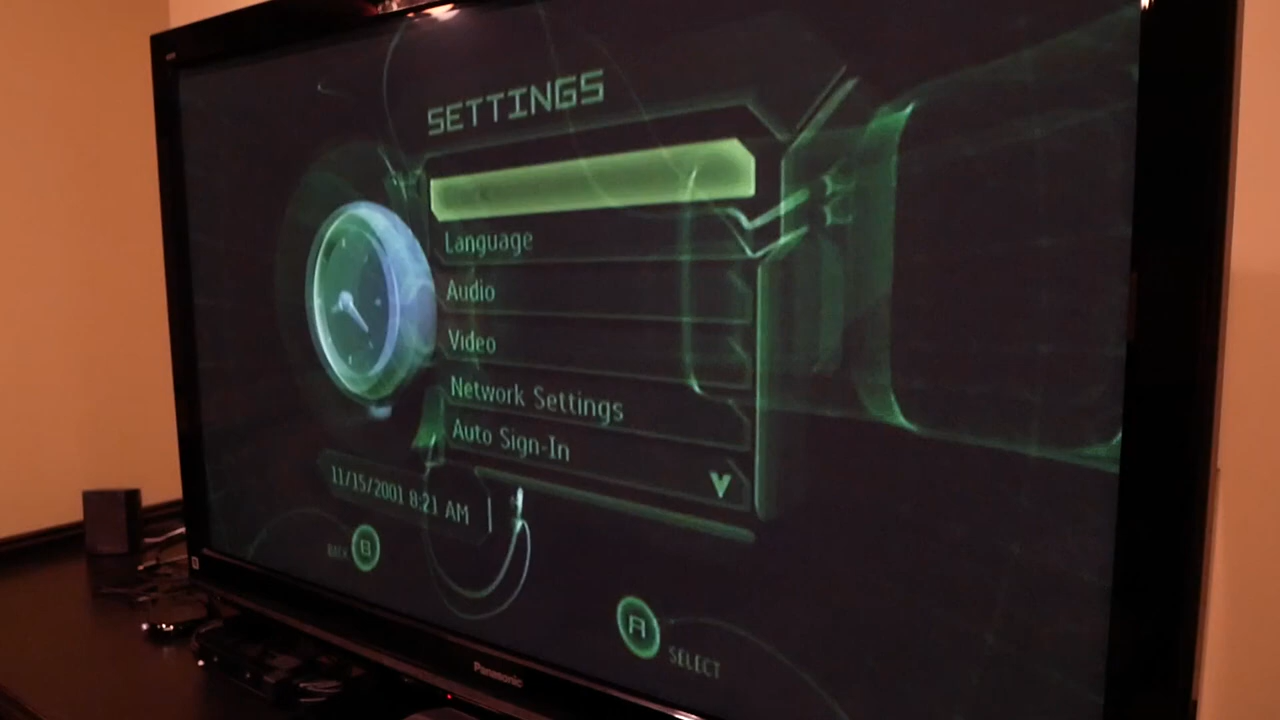 SETTINGS
Language
Audio
Video
Network Settings
Auto Sign-In
11/15/2001 8:21 AM
BACK B
A SELECT
Panasonic